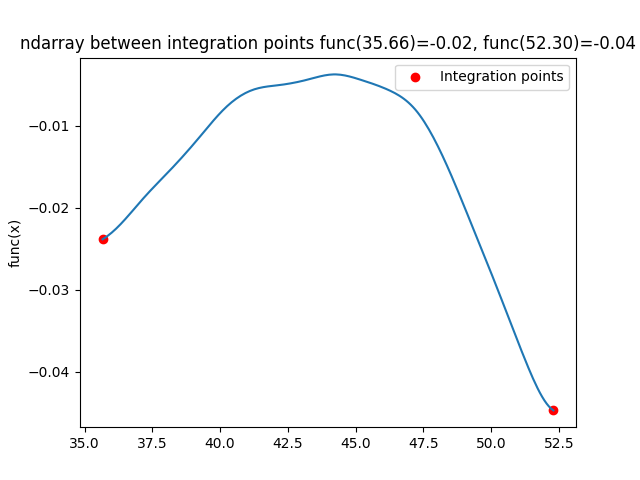 ndarray between integration points func(35.66)=-0.02, func(52.30)=-0.04
Integration points
func(x)
−0.01
−0.02
−0.03
−0.04
35.0 37.5 40.0 42.5 45.0 47.5 50.0 52.5